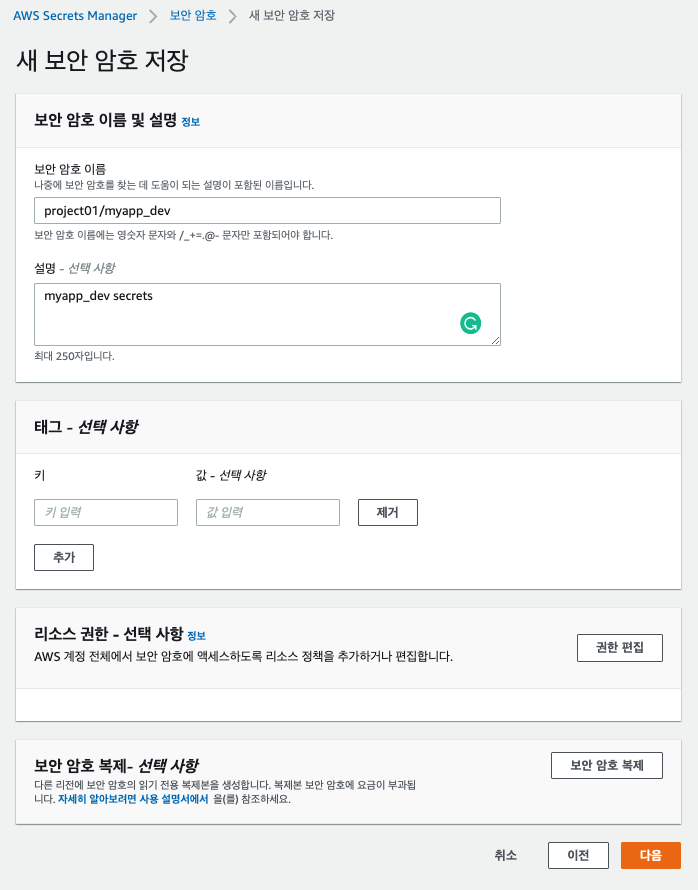 AWS Secrets Manager > 보안 암호 > 새 보안 암호 저장
새 보안 암호 저장
보안 암호 이름 및 설명 정보
보안 암호 이름
나중에 보안 암호를 찾는 데 도움이 되는 설명이 포함된 이름입니다.
project01/myapp_dev
보안 암호 이름에는 영숫자 문자와 /_+=.@- 문자만 포함되어야 합니다.
설명 - 선택 사항
myapp_dev secrets
최대 250자입니다.
태그 - 선택 사항
키 값 - 선택 사항
키 입력 값 입력 제거
추가
리소스 권한 - 선택 사항 정보
AWS 계정 전체에서 보안 암호에 액세스하도록 리소스 정책을 추가하거나 편집합니다.
권한 편집
보안 암호 복제- 선택 사항
다른 리전에 보안 암호의 읽기 전용 복제본을 생성합니다. 복제본 보안 암호에 요금이 부과됩
니다. 자세히 알아보려면 사용 설명서에서 을(를) 참조하세요.
보안 암호 복제
취소 이전 다음